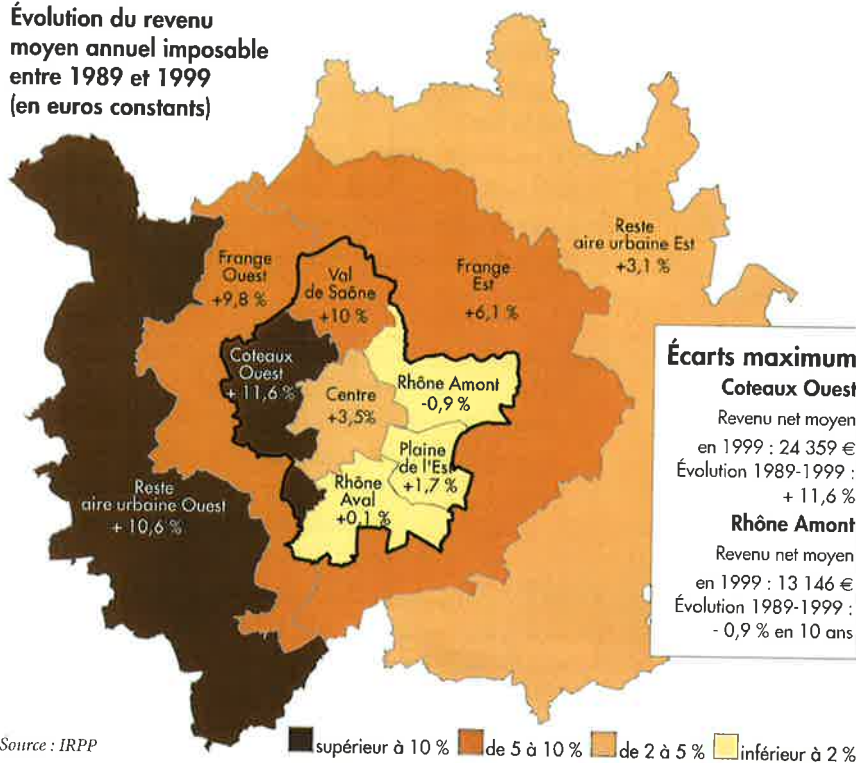 Évolution du revenu
moyen annuel imposable
entre 1989 et 1999
(en euros constants)
Reste
aire urbaine Est
+3,1 %
Frange
Ouest
+9,8 %
Val
de Saône
+10 %
Frange
Est
+6,1 %
Coteaux
Ouest
+ 11,6 %
Centre
+3,5%
Rhône Amont
-0,9 %
Plaine
de l'Est
+1,7 %
Rhône
Aval
+0,1 %
Reste
aire urbaine Ouest
+ 10,6 %
Écarts maximum
Coteaux Ouest
Revenu net moyen
en 1999 : 24 359 €
Évolution 1989-1999 :
+ 11,6 %
Rhône Amont
Revenu net moyen
en 1999 : 13 146 €
Évolution 1989-1999 :
- 0,9 % en 10 ans
Source : IRPP
supérieur à 10 % de 5 à 10 % de 2 à 5 % inférieur à 2 %